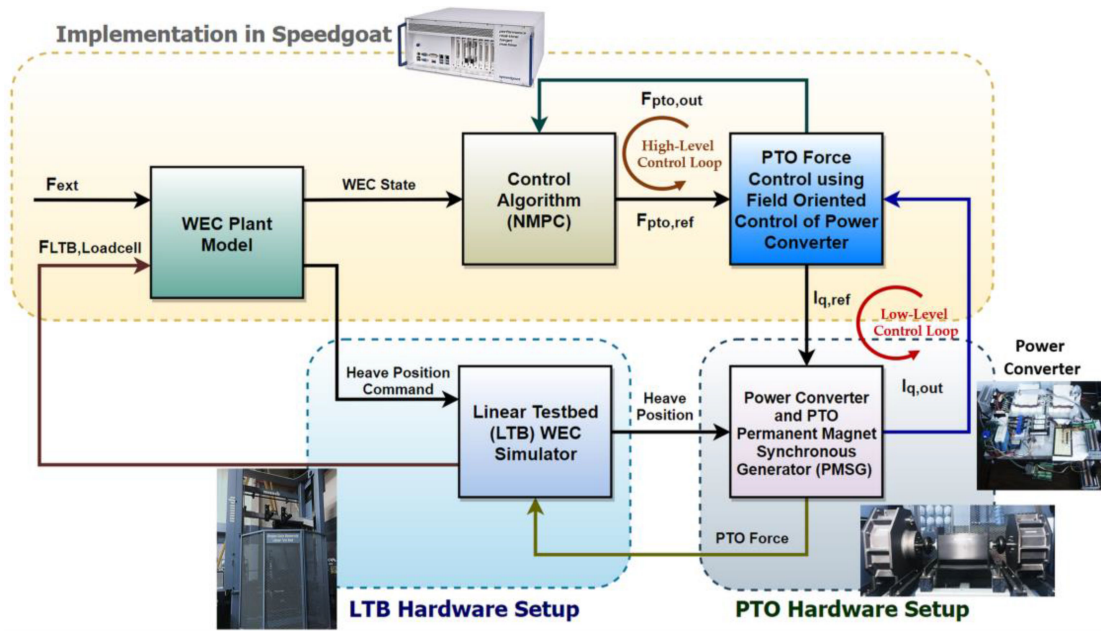 Implementation in Speedgoat
Fpto,out
High-Level
Control Loop
Fext
WEC State
Control
Algorithm
(NMPC)
PTO Force
Control using
Field Oriented
Control of Power
Converter
WEC Plant
Model
Fpto,ref
FLTB,Loadcell
Iq,ref
Low-Level
Control Loop
Heave Position
Command
Linear Testbed
(LTB) WEC
Simulator
Heave
Position
Power Converter
and PTO
Permanent Magnet
Synchronous
Generator (PMSG)
Iq,out
Power
Converter
PTO Force
LTB Hardware Setup
PTO Hardware Setup